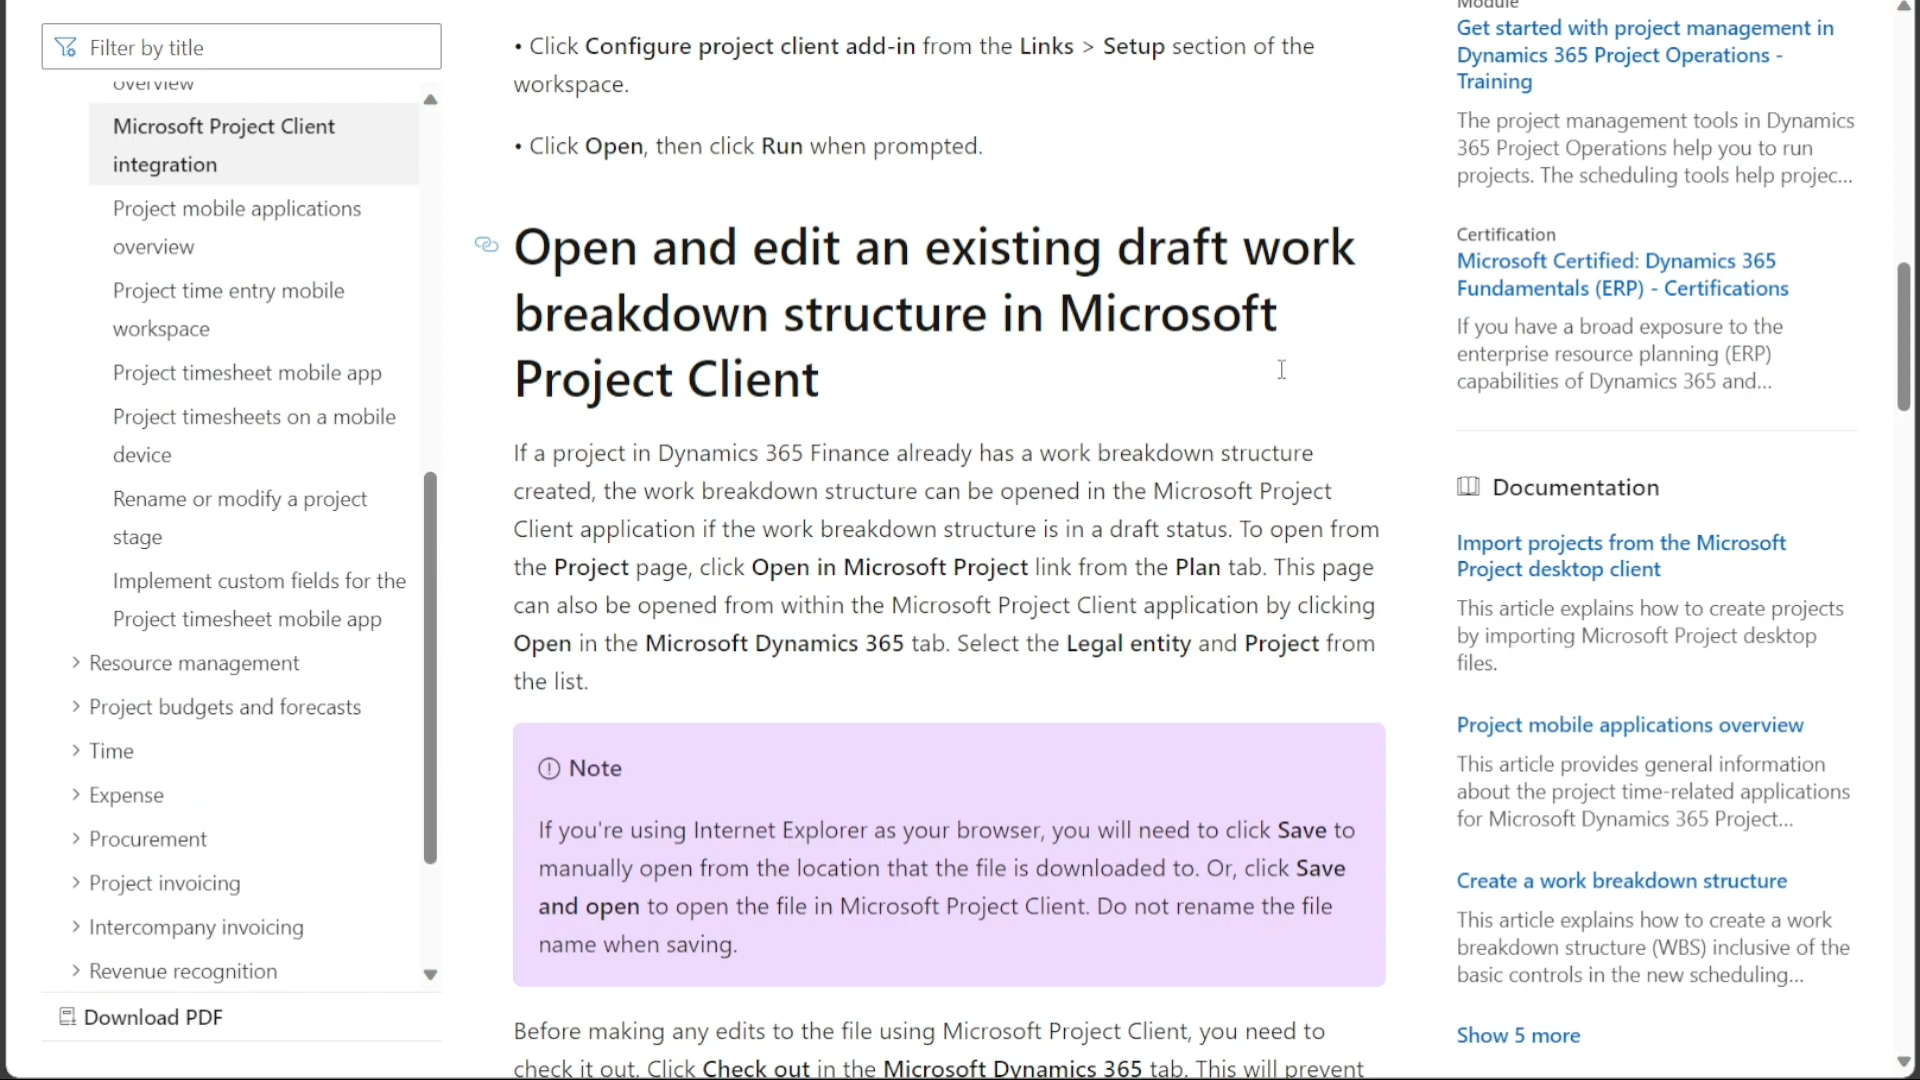 Filter by title
overview
Microsoft Project Client
integration
Project mobile applications
overview
Project time entry mobile
workspace
Project timesheet mobile app
Project timesheets on a mobile
device
Rename or modify a project
stage
Implement custom fields for the
Project timesheet mobile app
Resource management
Project budgets and forecasts
Time
Expense
Procurement
Project invoicing
Intercompany invoicing
Revenue recognition
Download PDF
• Click Configure project client add-in from the Links > Setup section of the
workspace.
• Click Open, then click Run when prompted.
Open and edit an existing draft work
breakdown structure in Microsoft
Project Client
If a project in Dynamics 365 Finance already has a work breakdown structure
created, the work breakdown structure can be opened in the Microsoft Project
Client application if the work breakdown structure is in a draft status. To open from
the Project page, click Open in Microsoft Project link from the Plan tab. This page
can also be opened from within the Microsoft Project Client application by clicking
Open in the Microsoft Dynamics 365 tab. Select the Legal entity and Project from
the list.
Note
If you're using Internet Explorer as your browser, you will need to click Save to
manually open from the location that the file is downloaded to. Or, click Save
and open to open the file in Microsoft Project Client. Do not rename the file
name when saving.
Before making any edits to the file using Microsoft Project Client, you need to
check it out. Click Check out in the Microsoft Dynamics 365 tab. This will prevent
Module
Get started with project management in
Dynamics 365 Project Operations -
Training
The project management tools in Dynamics
365 Project Operations help you to run
projects. The scheduling tools help projec...
Certification
Microsoft Certified: Dynamics 365
Fundamentals (ERP) - Certifications
If you have a broad exposure to the
enterprise resource planning (ERP)
capabilities of Dynamics 365 and...
Documentation
Import projects from the Microsoft
Project desktop client
This article explains how to create projects
by importing Microsoft Project desktop
files.
Project mobile applications overview
This article provides general information
about the project time-related applications
for Microsoft Dynamics 365 Project...
Create a work breakdown structure
This article explains how to create a work
breakdown structure (WBS) inclusive of the
basic controls in the new scheduling...
Show 5 more